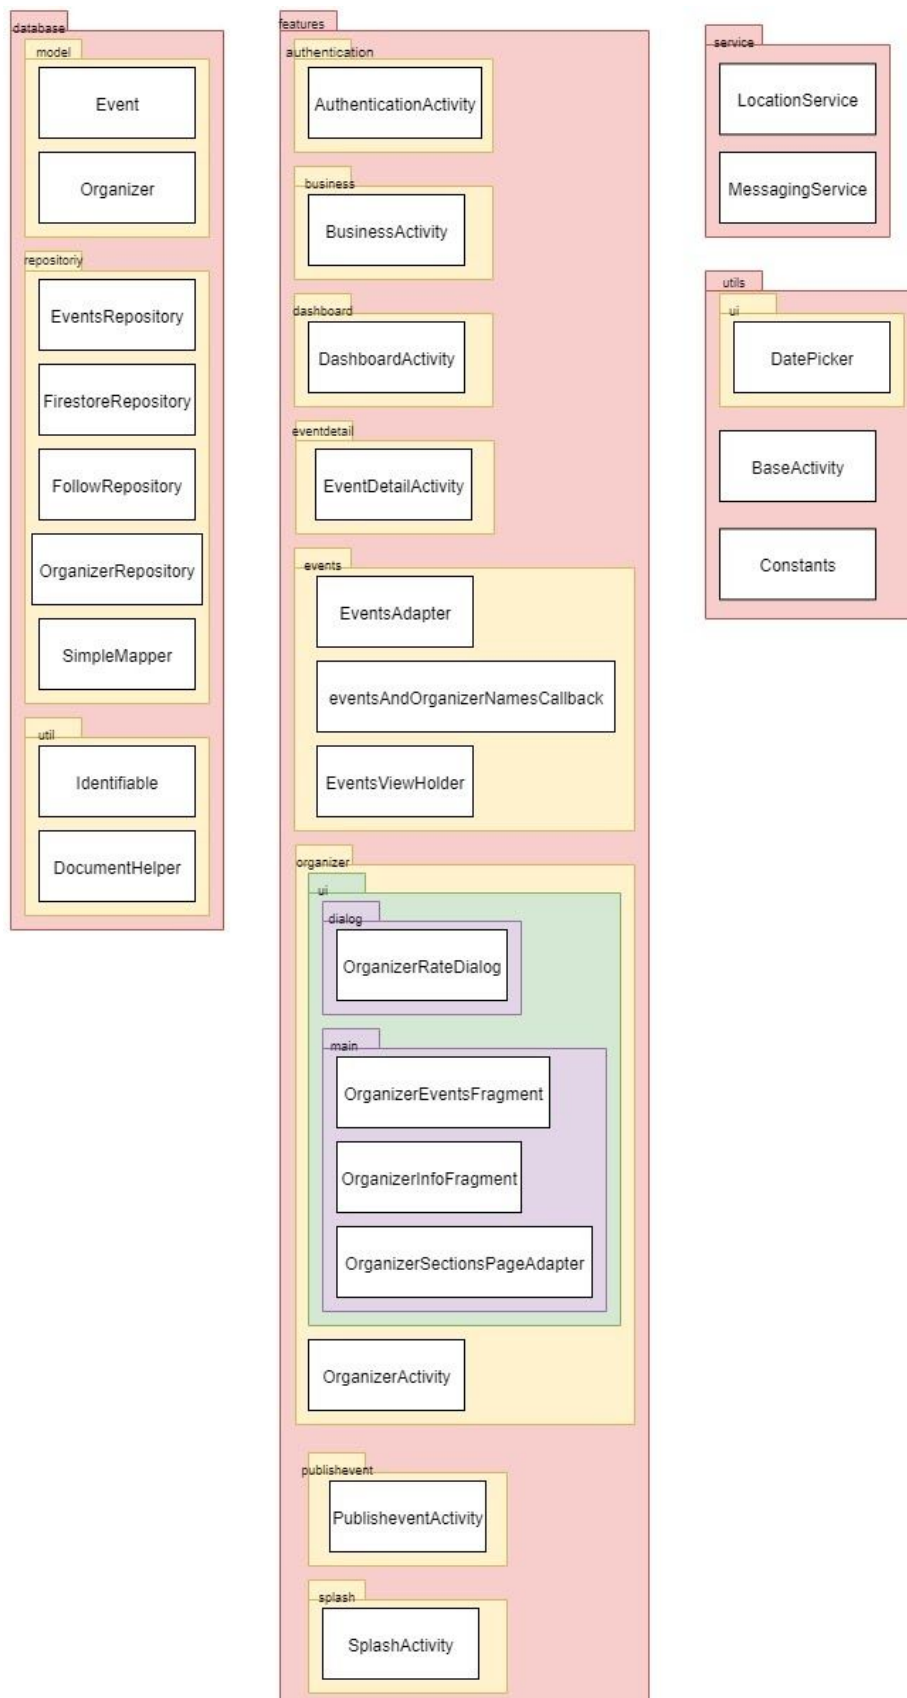 database
model
Event
Organizer
repositoriy
EventsRepository
FirestoreRepository
FollowRepository
OrganizerRepository
SimpleMapper
util
Identifiable
DocumentHelper
features
authentication
AuthenticationActivity
business
BusinessActivity
dashboard
DashboardActivity
eventdetail
EventDetailActivity
events
EventsAdapter
eventsAndOrganizerNamesCallback
EventsViewHolder
organizer
ui
dialog
OrganizerRateDialog
main
OrganizerEventsFragment
OrganizerInfoFragment
OrganizerSectionsPageAdapter
OrganizerActivity
publishevent
PublisheventActivity
splash
SplashActivity
service
LocationService
MessagingService
utils
ui
DatePicker
BaseActivity
Constants